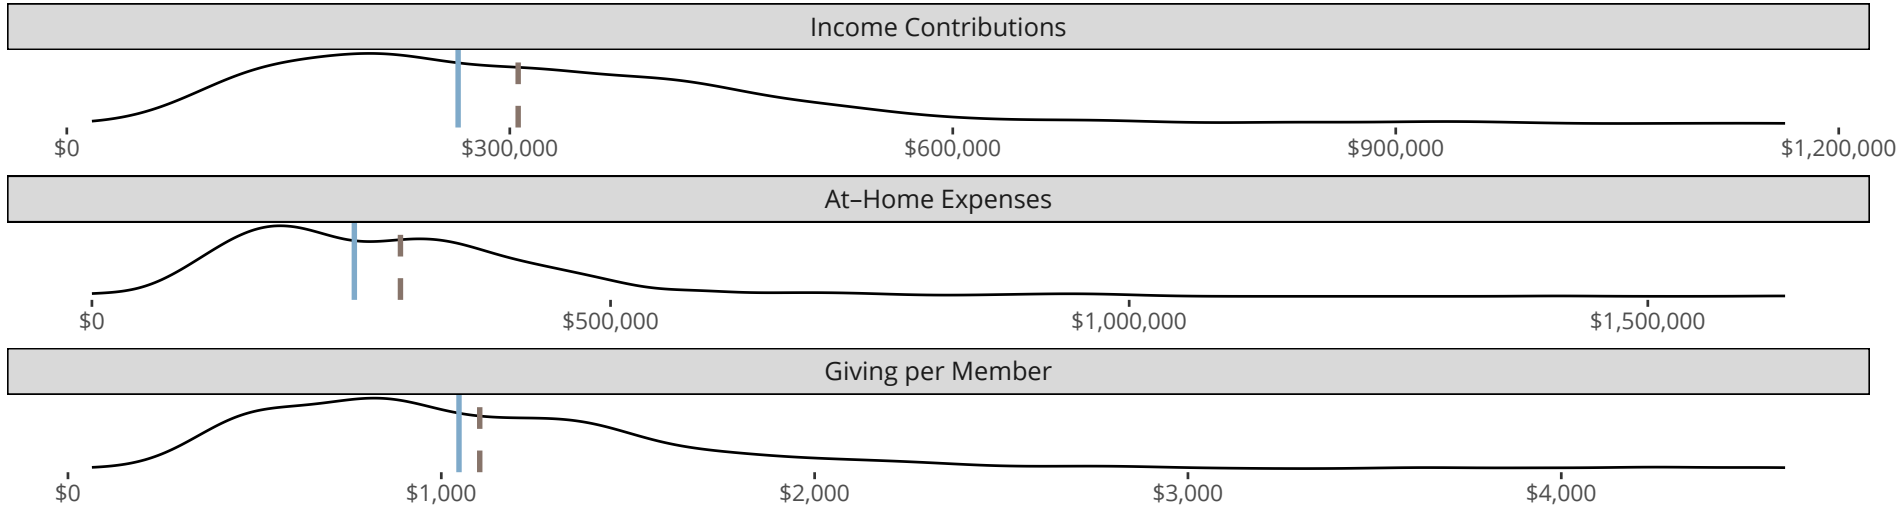 Income Contributions
$0 $300,000 $600,000 $900,000 $1,200,000
At–Home Expenses
$0 $500,000 $1,000,000 $1,500,000
Giving per Member
$0 $1,000 $2,000 $3,000 $4,000